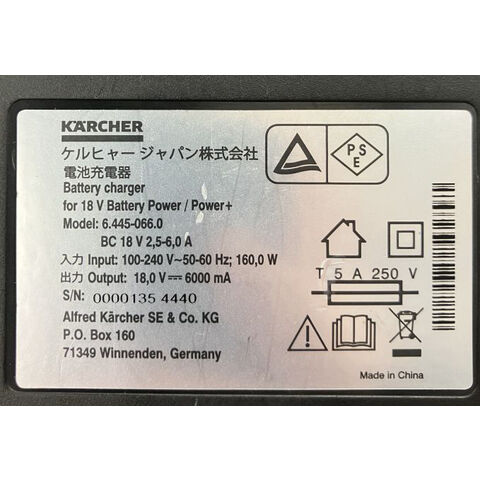 KÄRCHER
ケルヒャー ジャパン株式会社
電池充電器
Battery charger
for 18 V Battery Power / Power+
Model: 6.445-066.0
BC 18 V 2,5-6,0 A
入力 Input: 100-240 V~50-60 Hz; 160,0 W
出力 Output: 18,0 V⎓ 6000 mA
S/N: 0000135 4440
Alfred Kärcher SE & Co. KG
P.O. Box 160
71349 Winnenden, Germany
PS
E
T 5 A 250 V
Made in China